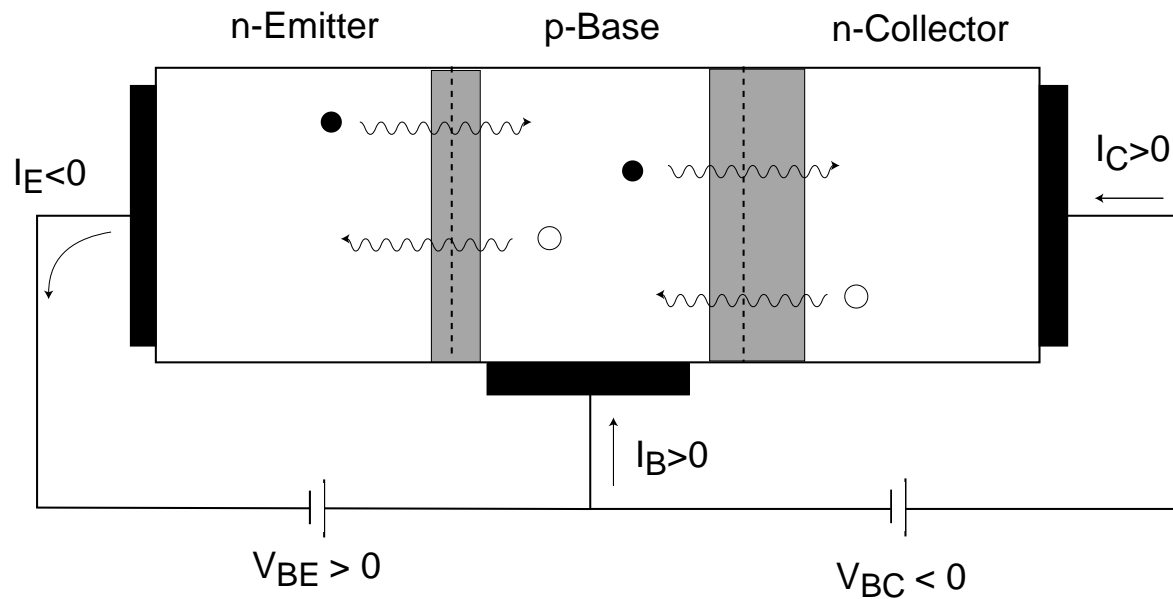 n-Emitter p-Base n-Collector
I_E<0
I_C>0
I_B>0
V_BE > 0
V_BC < 0